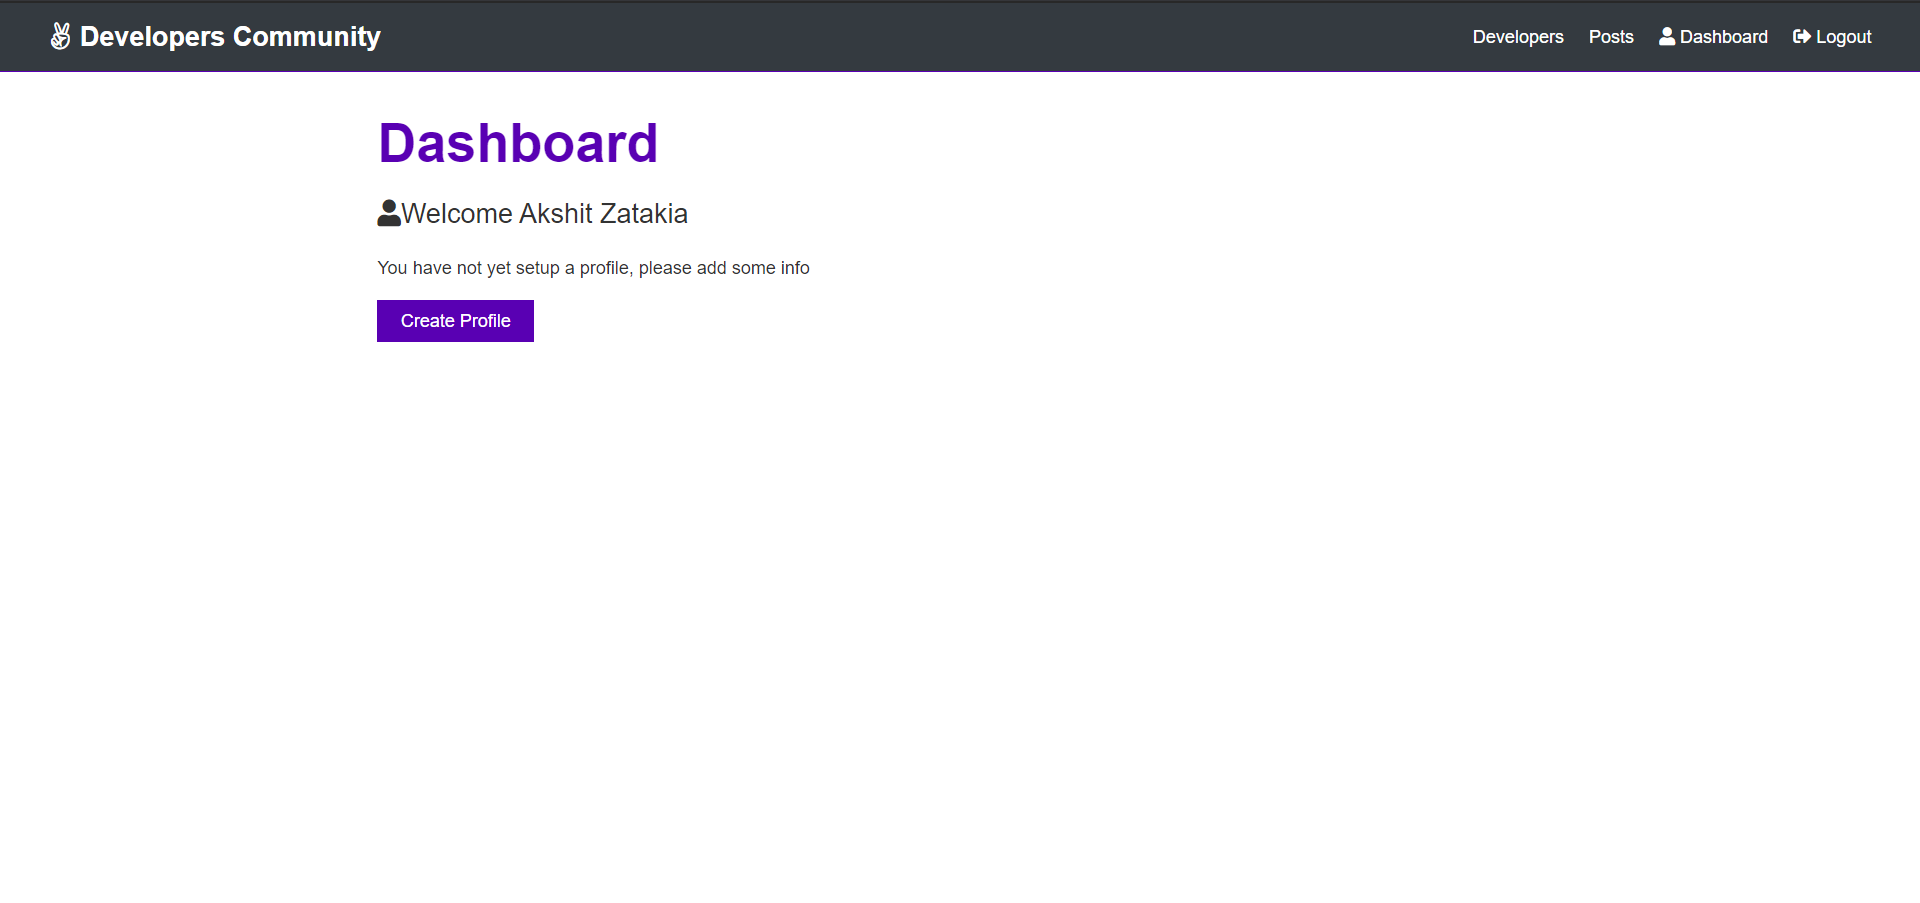 Developers Community
Developers Posts Dashboard Logout
Dashboard
Welcome Akshit Zatakia
You have not yet setup a profile, please add some info
Create Profile